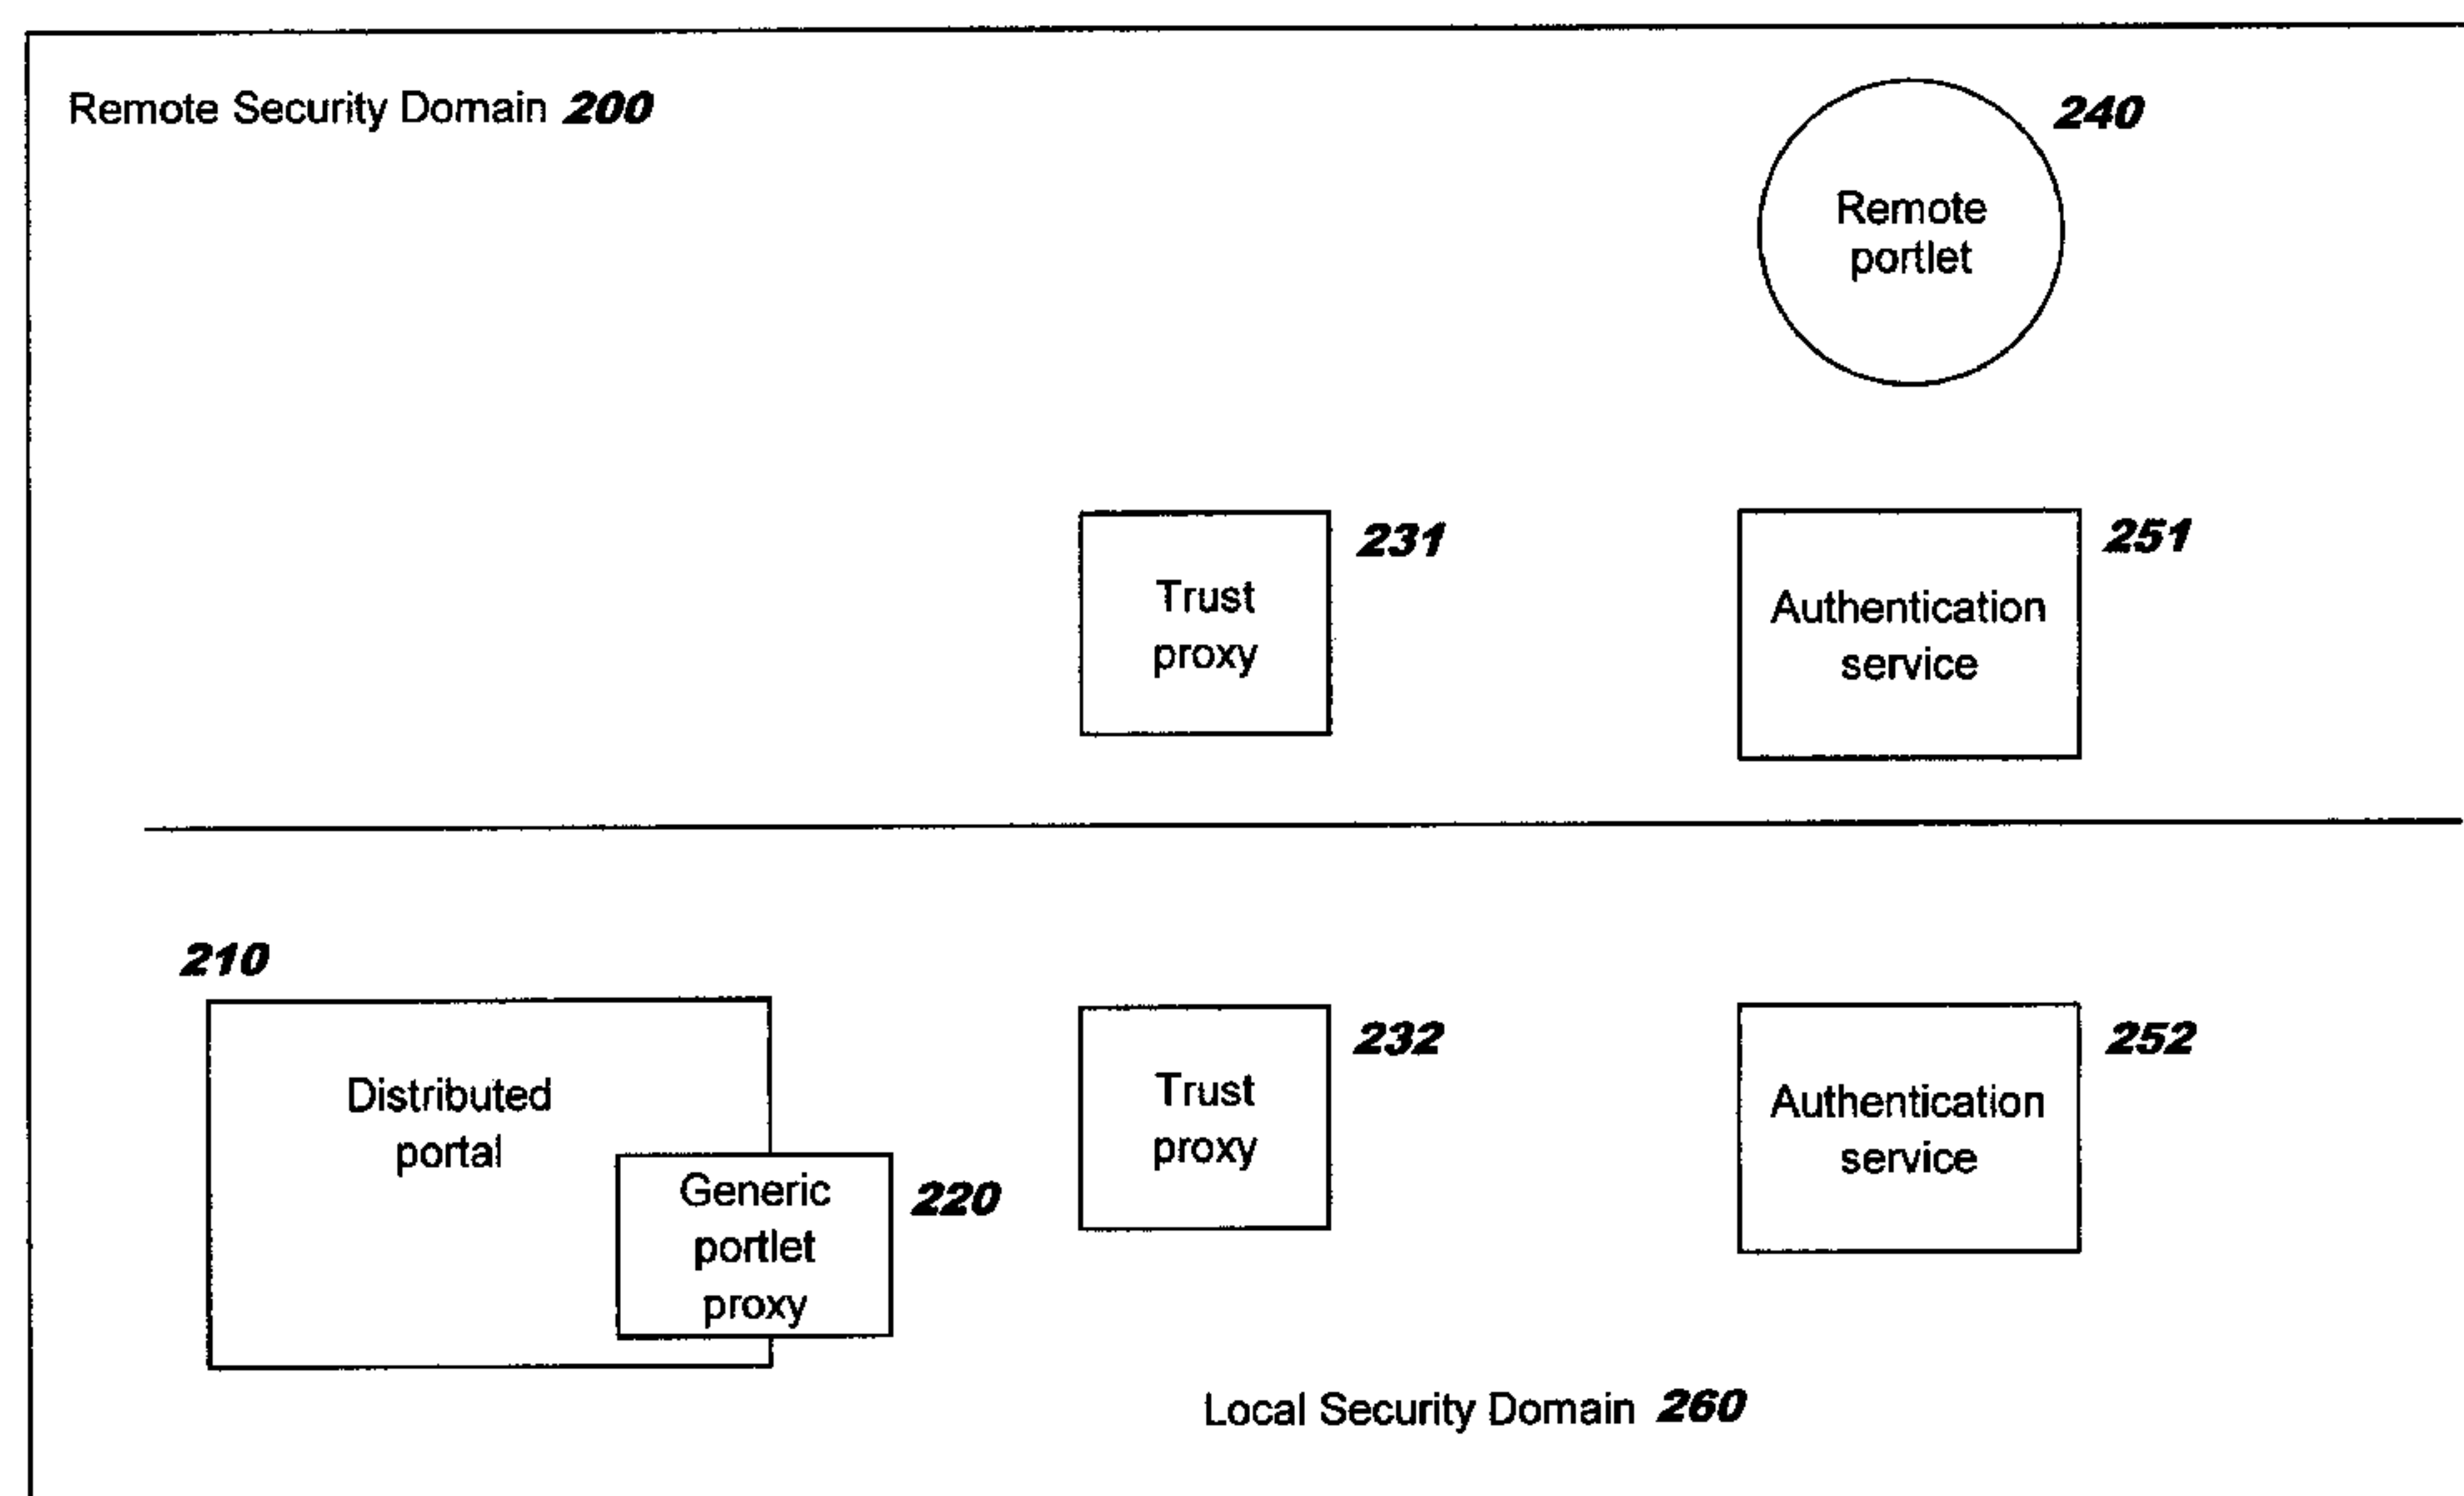 Remote Security Domain 200
240
Remote
portlet
231
Trust
proxy
251
Authentication
service
210
Distributed
portal
Generic
portlet
proxy
220
232
Trust
proxy
252
Authentication
service
Local Security Domain 260